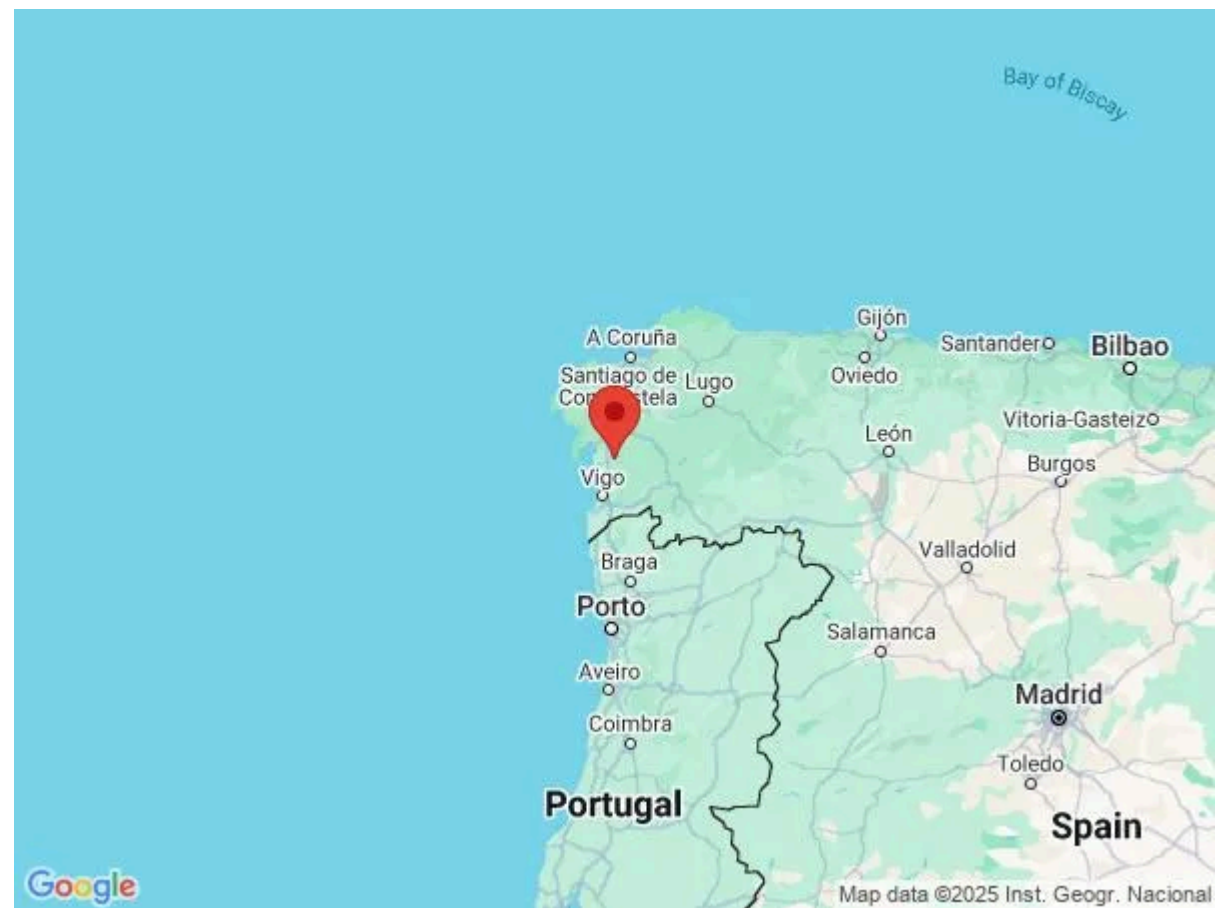 Bay of Biscay
Gijón
A Coruña
Santander
Bilbao
Santiago de
Compostela
Lugo
Oviedo
Vitoria-Gasteiz
León
Burgos
Vigo
Valladolid
Braga
Porto
Salamanca
Aveiro
Madrid
Coimbra
Toledo
Portugal
Spain
Google
Map data ©2025 Inst. Geogr. Nacional